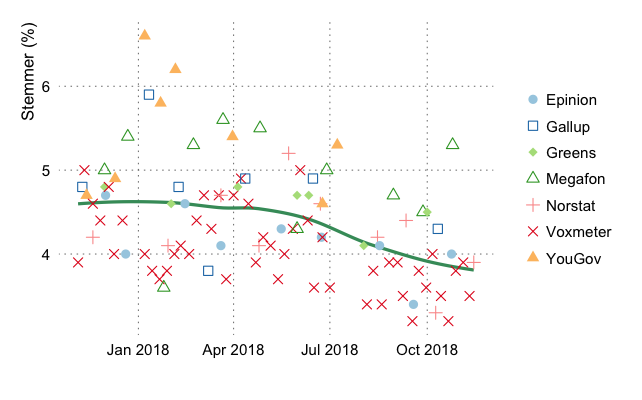 Stemmer (%)
6
5
4
Jan 2018
Apr 2018
Jul 2018
Oct 2018
Epinion
Gallup
Greens
Megafon
Norstat
Voxmeter
YouGov